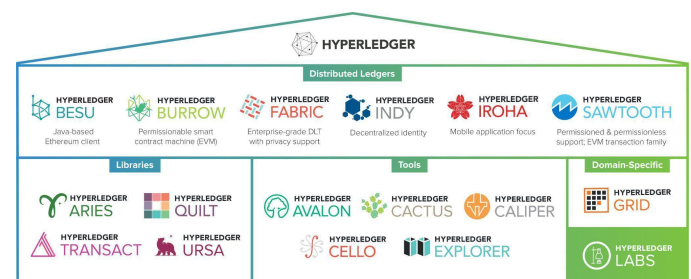 HYPERLEDGER
Distributed Ledgers
HYPERLEDGER
BESU
Java-based
Ethereum client
HYPERLEDGER
BURROW
Permissionable smart
contract machine (EVM)
HYPERLEDGER
FABRIC
Enterprise-grade DLT
with privacy support
HYPERLEDGER
INDY
Decentralized identity
HYPERLEDGER
IROHA
Mobile application focus
HYPERLEDGER
SAWTOOTH
Permissioned & permissionless
support; EVM transaction family
Libraries
HYPERLEDGER
ARIES
HYPERLEDGER
QUILT
HYPERLEDGER
TRANSACT
HYPERLEDGER
URSA
Tools
HYPERLEDGER
AVALON
HYPERLEDGER
CACTUS
HYPERLEDGER
CALIPER
HYPERLEDGER
CELLO
HYPERLEDGER
EXPLORER
Domain-Specific
HYPERLEDGER
GRID
HYPERLEDGER
LABS